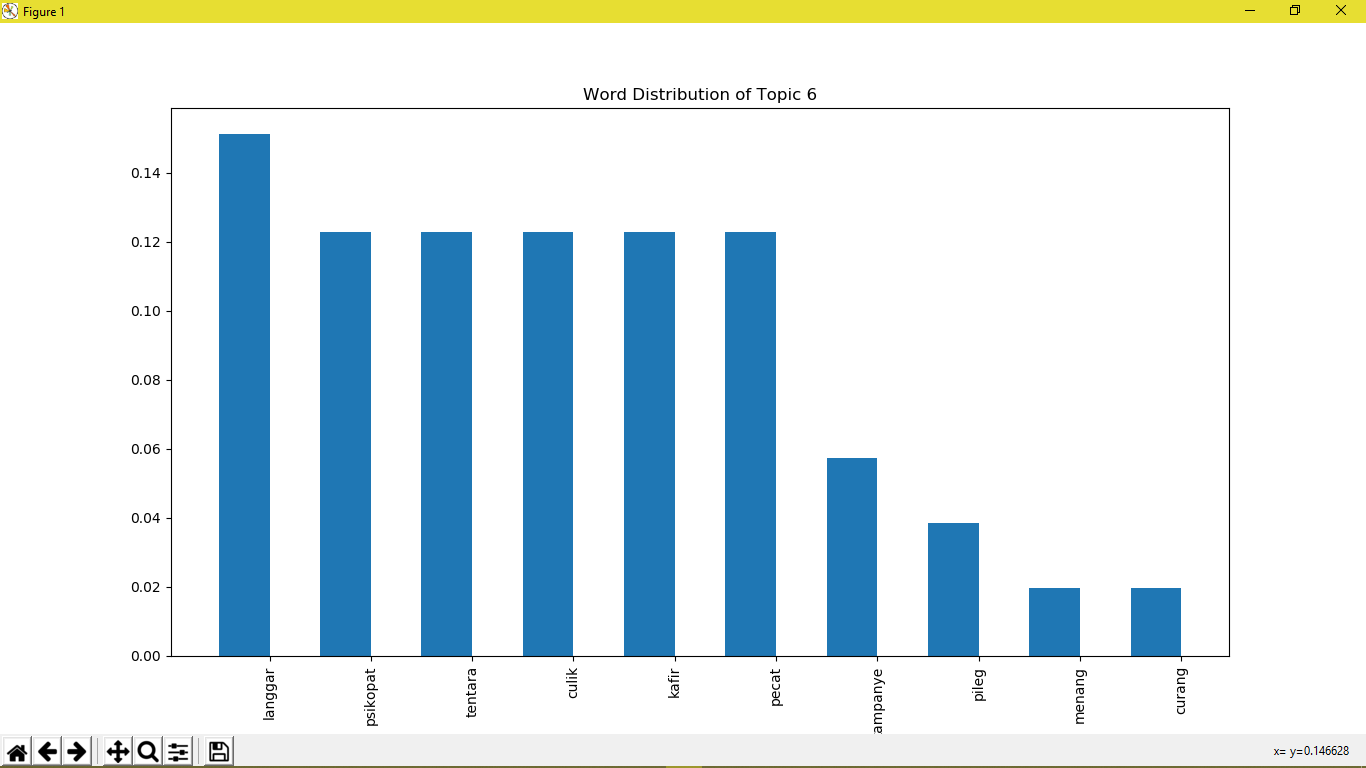 Figure 1
Word Distribution of Topic 6
0.14
0.12
0.10
0.08
0.06
0.04
0.02
0.00
langgar
psikopat
tentara
culik
kafir
pecat
ampanye
pileg
menang
curang
x= y=0.146628